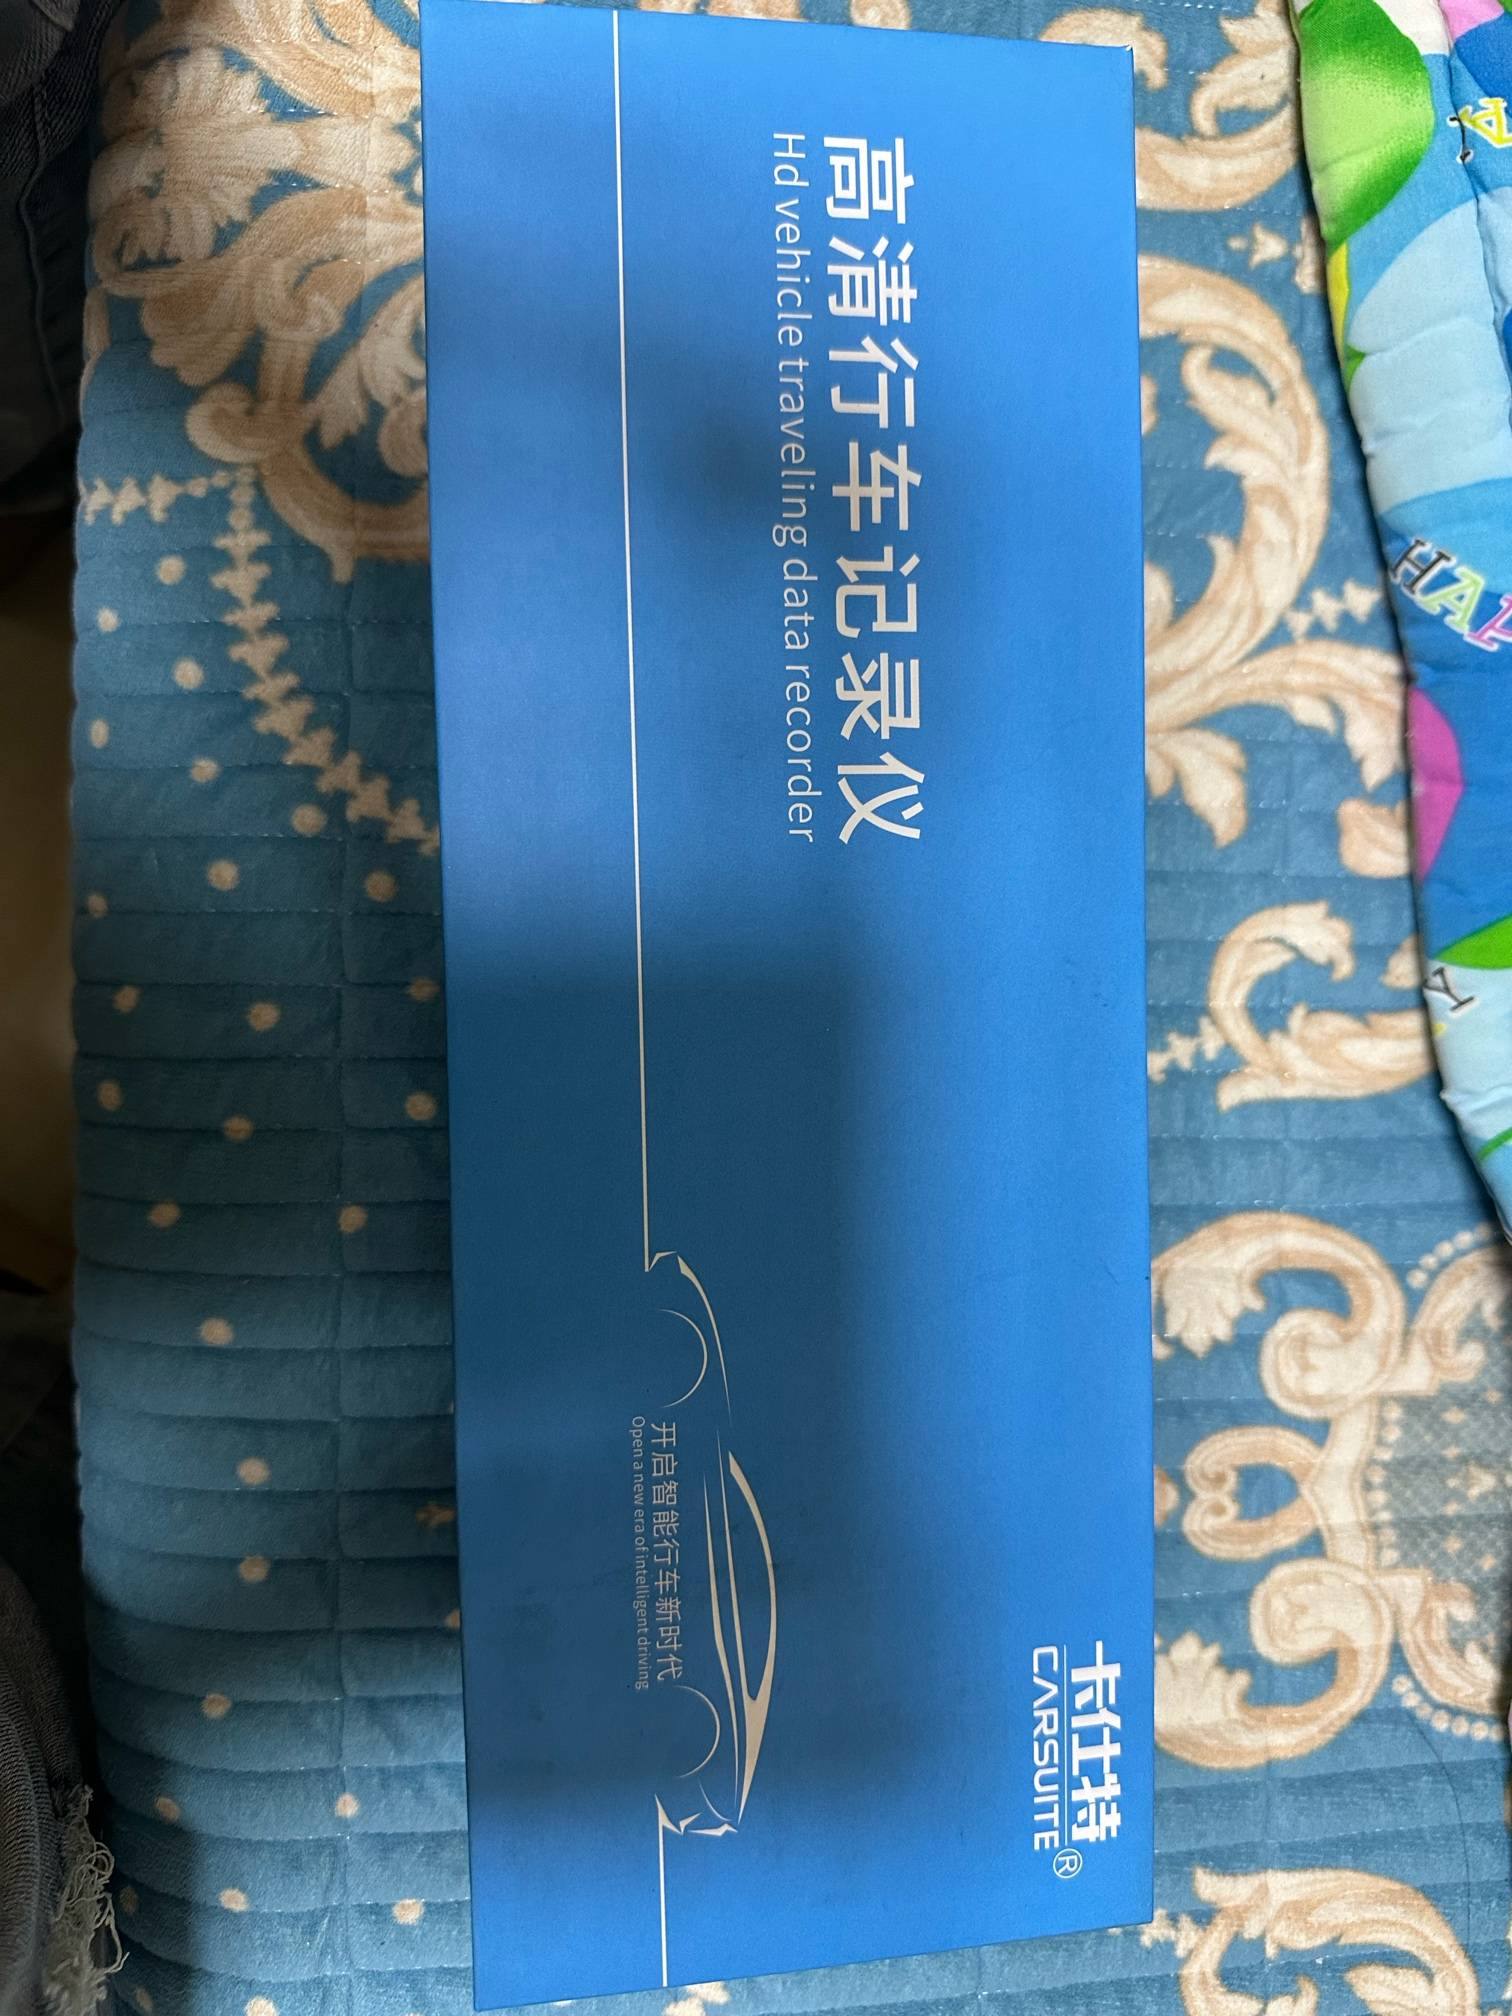 卡仕特
CARSUITE®
高清行车记录仪
Hd vehicle traveling data recorder
开启智能行车新时代
Open a new era of intelligent driving
HAP
Y
A